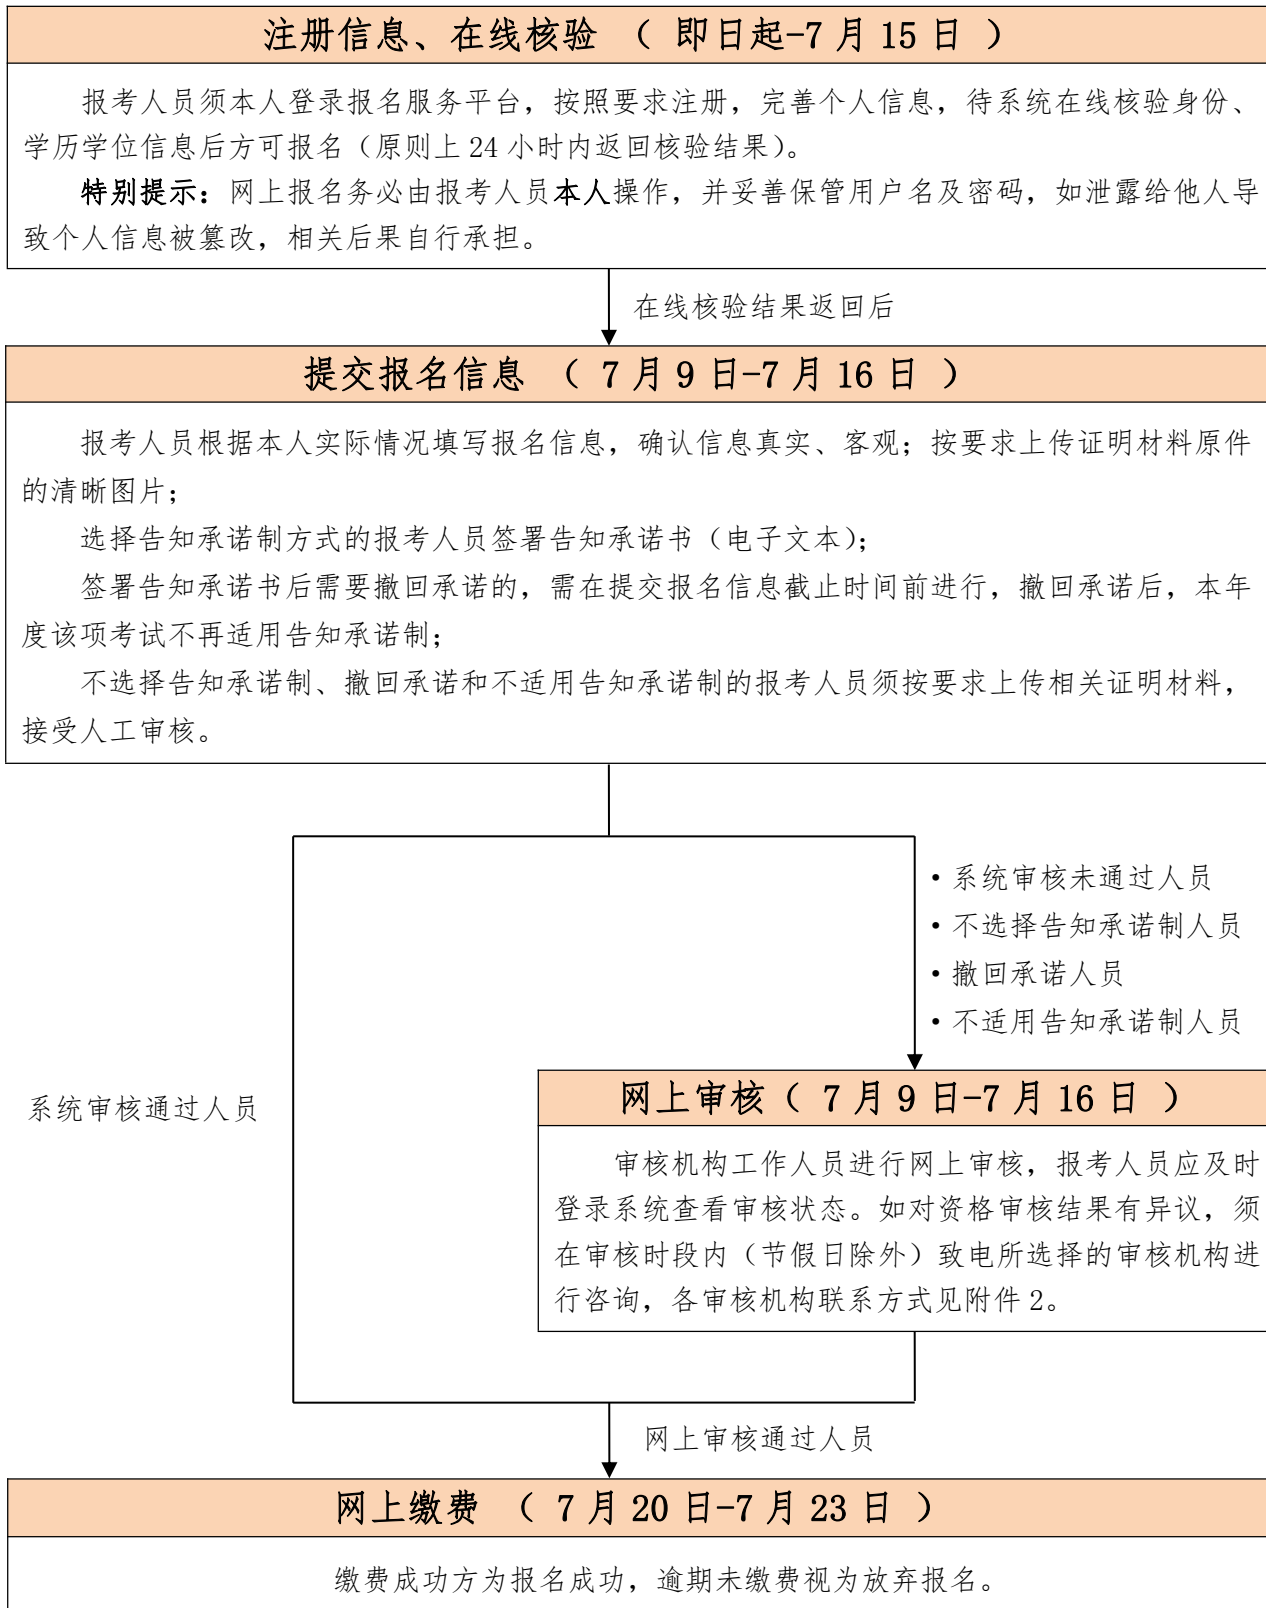 注册信息、在线核验 （ 即日起-7 月 15 日 ）
报考人员须本人登录报名服务平台，按照要求注册，完善个人信息，待系统在线核验身份、
学历学位信息后方可报名（原则上 24 小时内返回核验结果）。
特别提示：网上报名务必由报考人员本人操作，并妥善保管用户名及密码，如泄露给他人导
致个人信息被篡改，相关后果自行承担。
在线核验结果返回后
提交报名信息 （ 7 月 9 日-7 月 16 日 ）
报考人员根据本人实际情况填写报名信息，确认信息真实、客观；按要求上传证明材料原件
的清晰图片；
选择告知承诺制方式的报考人员签署告知承诺书（电子文本）；
签署告知承诺书后需要撤回承诺的，需在提交报名信息截止时间前进行，撤回承诺后，本年
度该项考试不再适用告知承诺制；
不选择告知承诺制、撤回承诺和不适用告知承诺制的报考人员须按要求上传相关证明材料，
接受人工审核。
·系统审核未通过人员
·不选择告知承诺制人员
·撤回承诺人员
·不适用告知承诺制人员
系统审核通过人员
网上审核（ 7 月 9 日-7 月 16 日 ）
审核机构工作人员进行网上审核，报考人员应及时
登录系统查看审核状态。如对资格审核结果有异议，须
在审核时段内（节假日除外）致电所选择的审核机构进
行咨询，各审核机构联系方式见附件 2。
网上审核通过人员
网上缴费 （ 7 月 20 日-7 月 23 日 ）
缴费成功方为报名成功，逾期未缴费视为放弃报名。